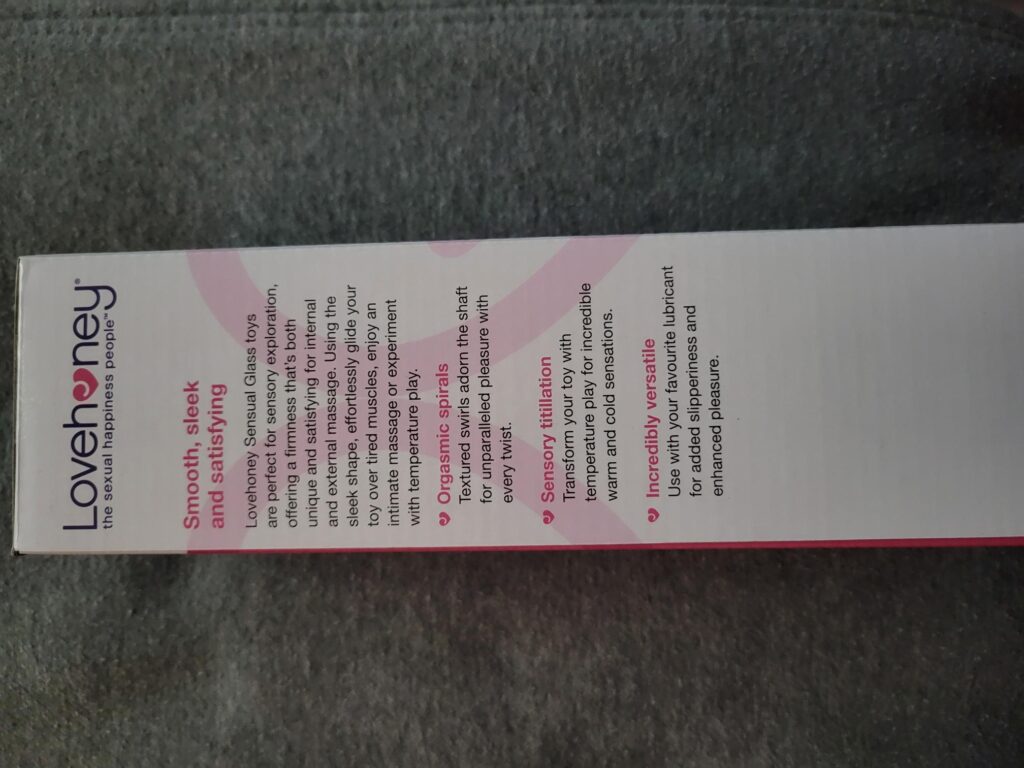 Lovehoney®
the sexual happiness people™
Smooth, sleek
and satisfying
Lovehoney Sensual Glass toys
are perfect for sensory exploration,
offering a firmness that's both
unique and satisfying for internal
and external massage. Using the
sleek shape, effortlessly glide your
toy over tired muscles, enjoy an
intimate massage or experiment
with temperature play.
Orgasmic spirals
Textured swirls adorn the shaft
for unparalleled pleasure with
every twist.
Sensory titillation
Transform your toy with
temperature play for incredible
warm and cold sensations.
Incredibly versatile
Use with your favourite lubricant
for added slipperiness and
enhanced pleasure.